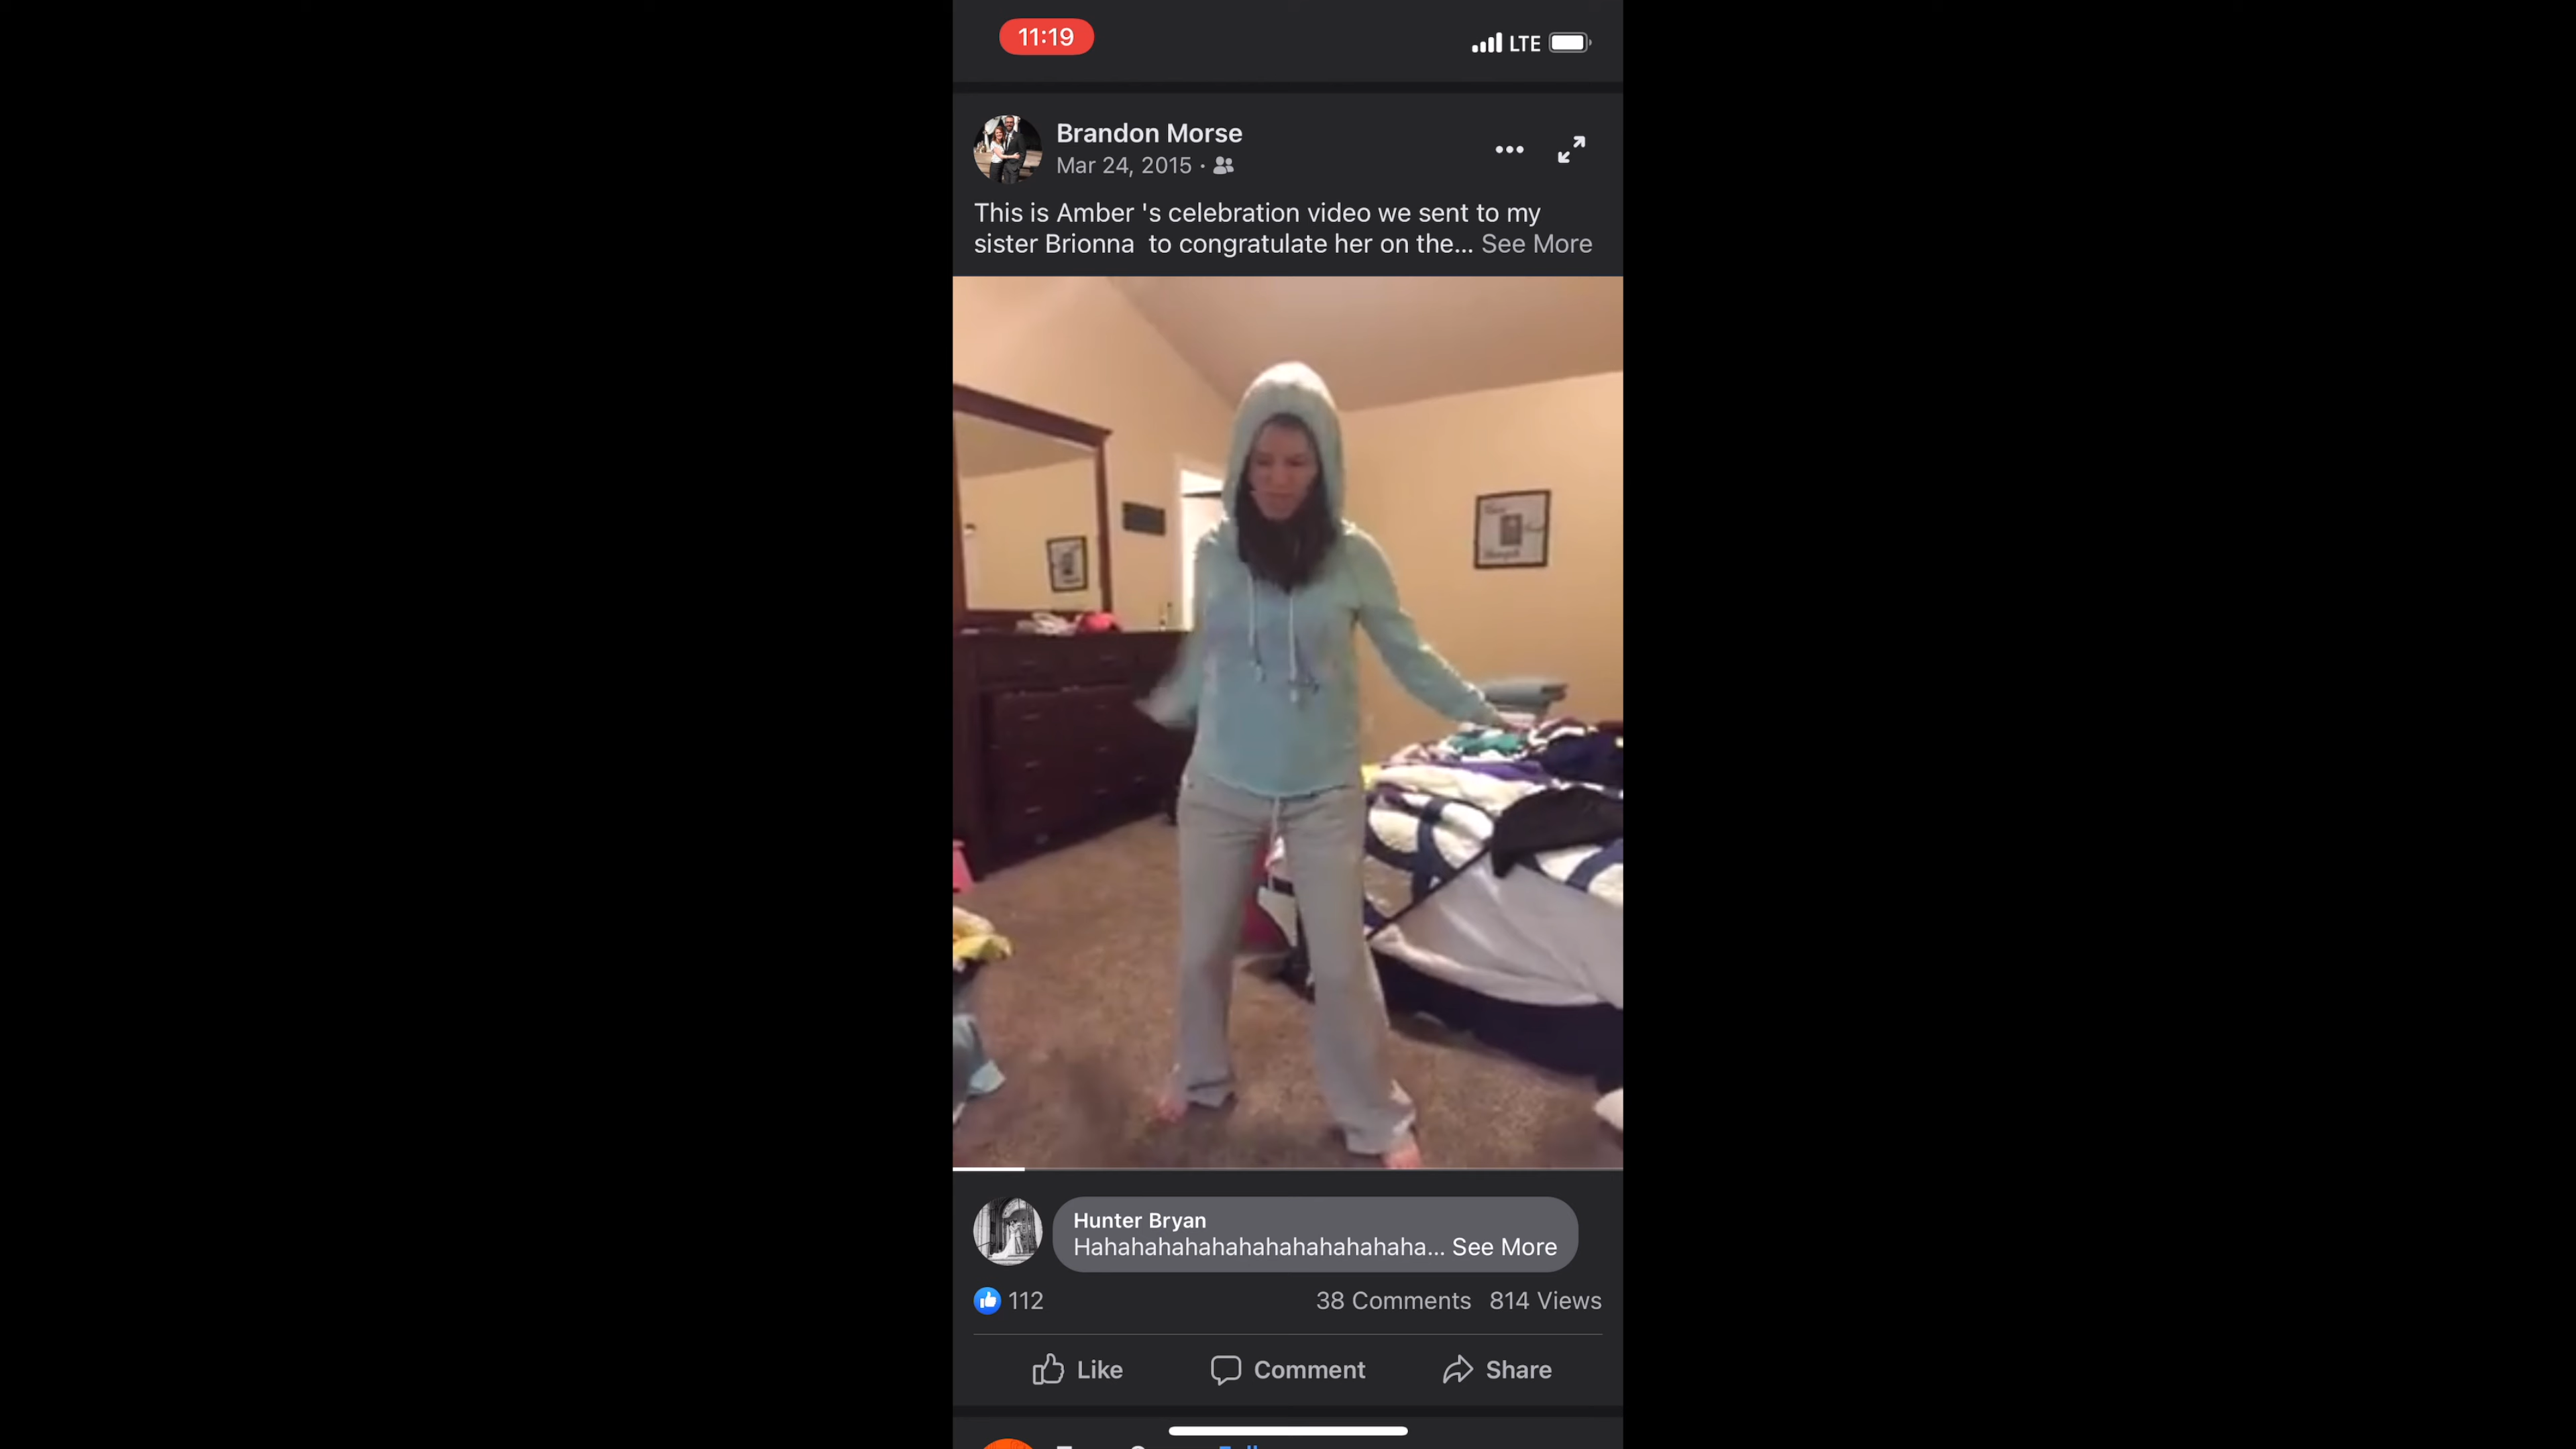 11:19
LTE
Brandon Morse
Mar 24, 2015 ·
This is Amber 's celebration video we sent to my
sister Brionna  to congratulate her on the... See More
Hunter Bryan
Hahahahahahahahahahahahaha... See More
112
38 Comments 814 Views
Like Comment Share